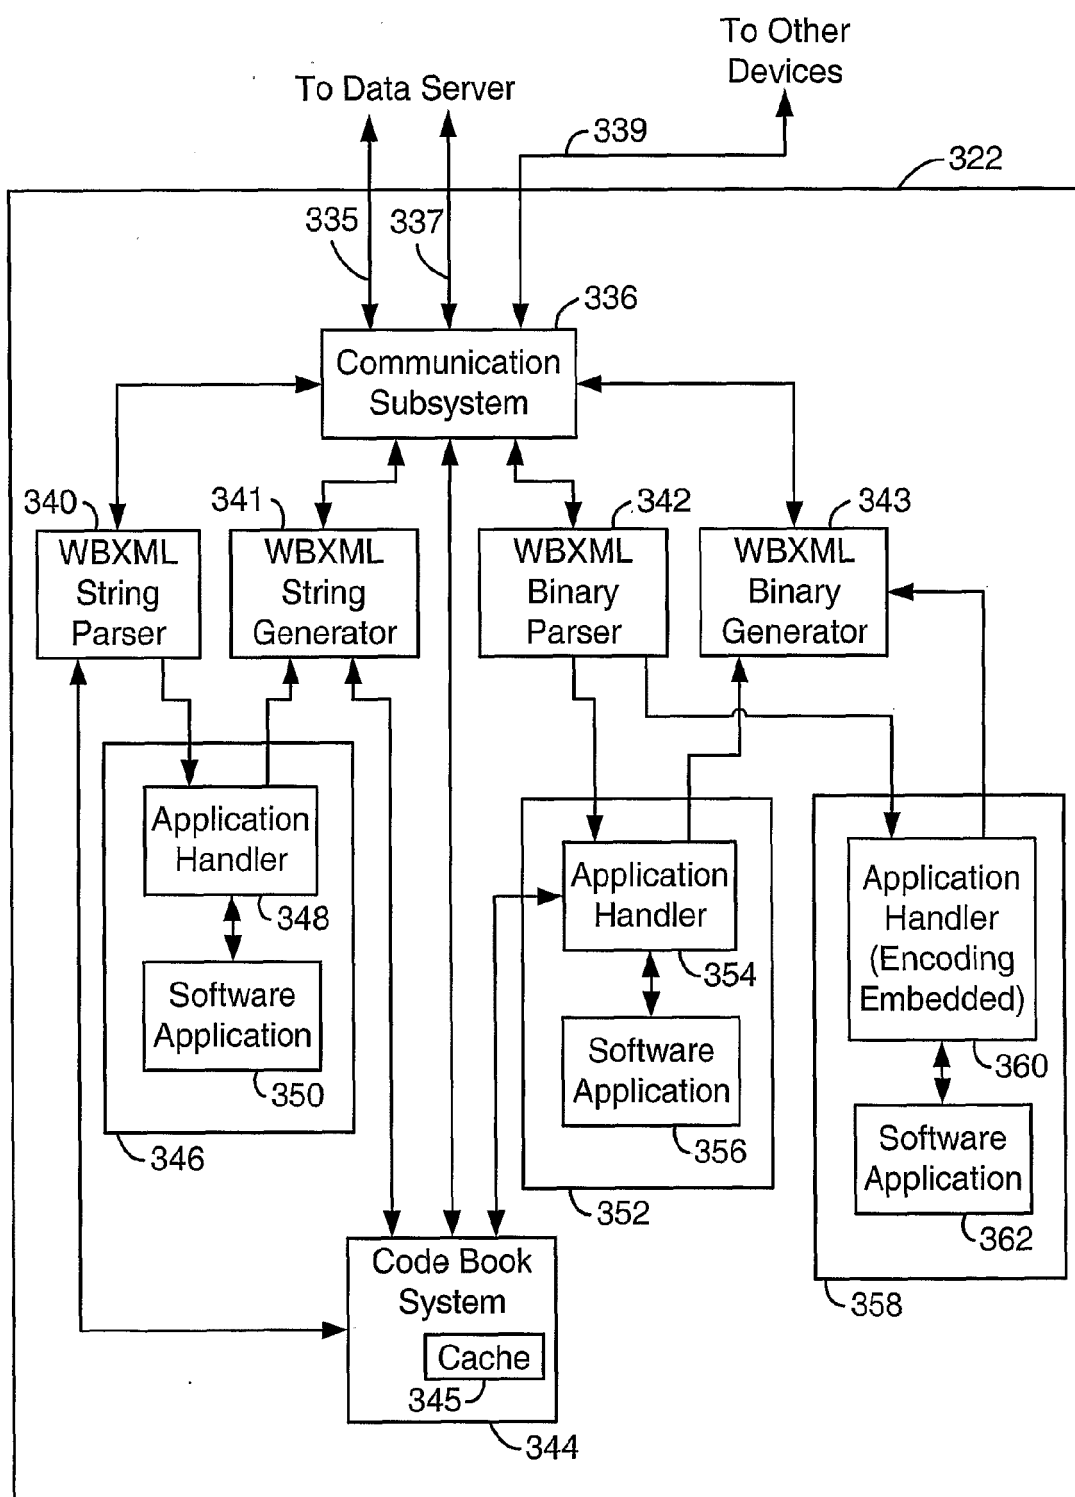 To Other
Devices
To Data Server
339
322
335
337
336
Communication
Subsystem
340
341
342
343
WBXML
String
Parser
WBXML
String
Generator
WBXML
Binary
Parser
WBXML
Binary
Generator
Application
Handler
348
Software
Application
350
346
Application
Handler
354
Software
Application
356
352
Application
Handler
(Encoding
Embedded)
360
Software
Application
362
358
Code Book
System
Cache
345
344